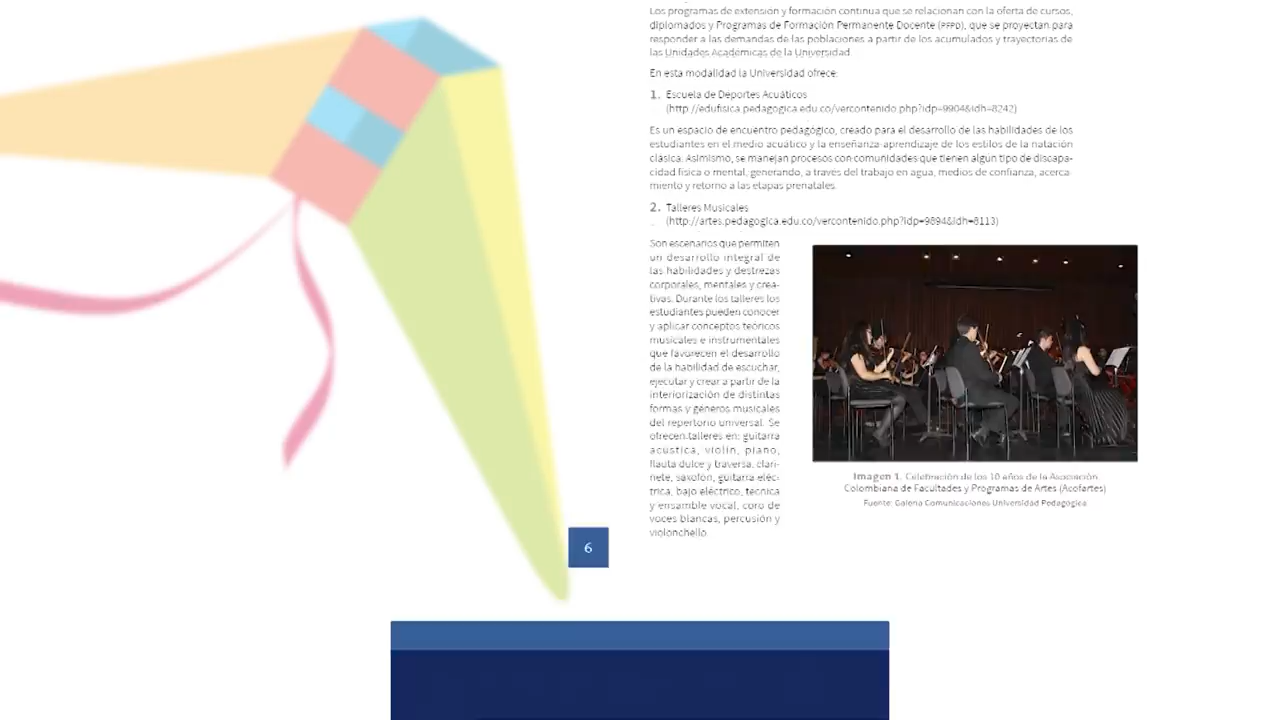 Los programas de extensión y formación continua que se relacionan con la oferta de cursos,
diplomados y Programas de Formación Permanente Docente (PFPD), que se proyectan para
responder a las demandas de las poblaciones a partir de los acumulados y trayectorias de
las Unidades Académicas de la Universidad.
En esta modalidad la Universidad ofrece:
1. Escuela de Deportes Acuáticos
(http://edufisica.pedagogica.edu.co/vercontenido.php?idp=9904&idh=8242)
Es un espacio de encuentro pedagógico, creado para el desarrollo de las habilidades de los
estudiantes en el medio acuático y la enseñanza-aprendizaje de los estilos de la natación
clásica. Asimismo, se manejan procesos con comunidades que tienen algún tipo de discapa-
cidad física o mental, generando, a través del trabajo en agua, medios de confianza, acerca-
miento y retorno a las etapas prenatales.
2. Talleres Musicales
(http://artes.pedagogica.edu.co/vercontenido.php?idp=9894&idh=8113)
Son escenarios que permiten
un desarrollo integral de
las habilidades y destrezas
corporales, mentales y crea-
tivas. Durante los talleres los
estudiantes pueden conocer
y aplicar conceptos teóricos
musicales e instrumentales
que favorecen el desarrollo
de la habilidad de escuchar,
ejecutar y crear a partir de la
interiorización de distintas
formas y géneros musicales
del repertorio universal. Se
ofrecen talleres en: guitarra
acústica, violín, piano,
flauta dulce y traversa, clari-
nete, saxofón, guitarra eléc-
trica, bajo eléctrico, técnica
y ensamble vocal, coro de
voces blancas, percusión y
violonchello.
Imagen 1. Celebración de los 10 años de la Asociación
Colombiana de Facultades y Programas de Artes (Acofartes)
Fuente: Galería Comunicaciones Universidad Pedagógica
6